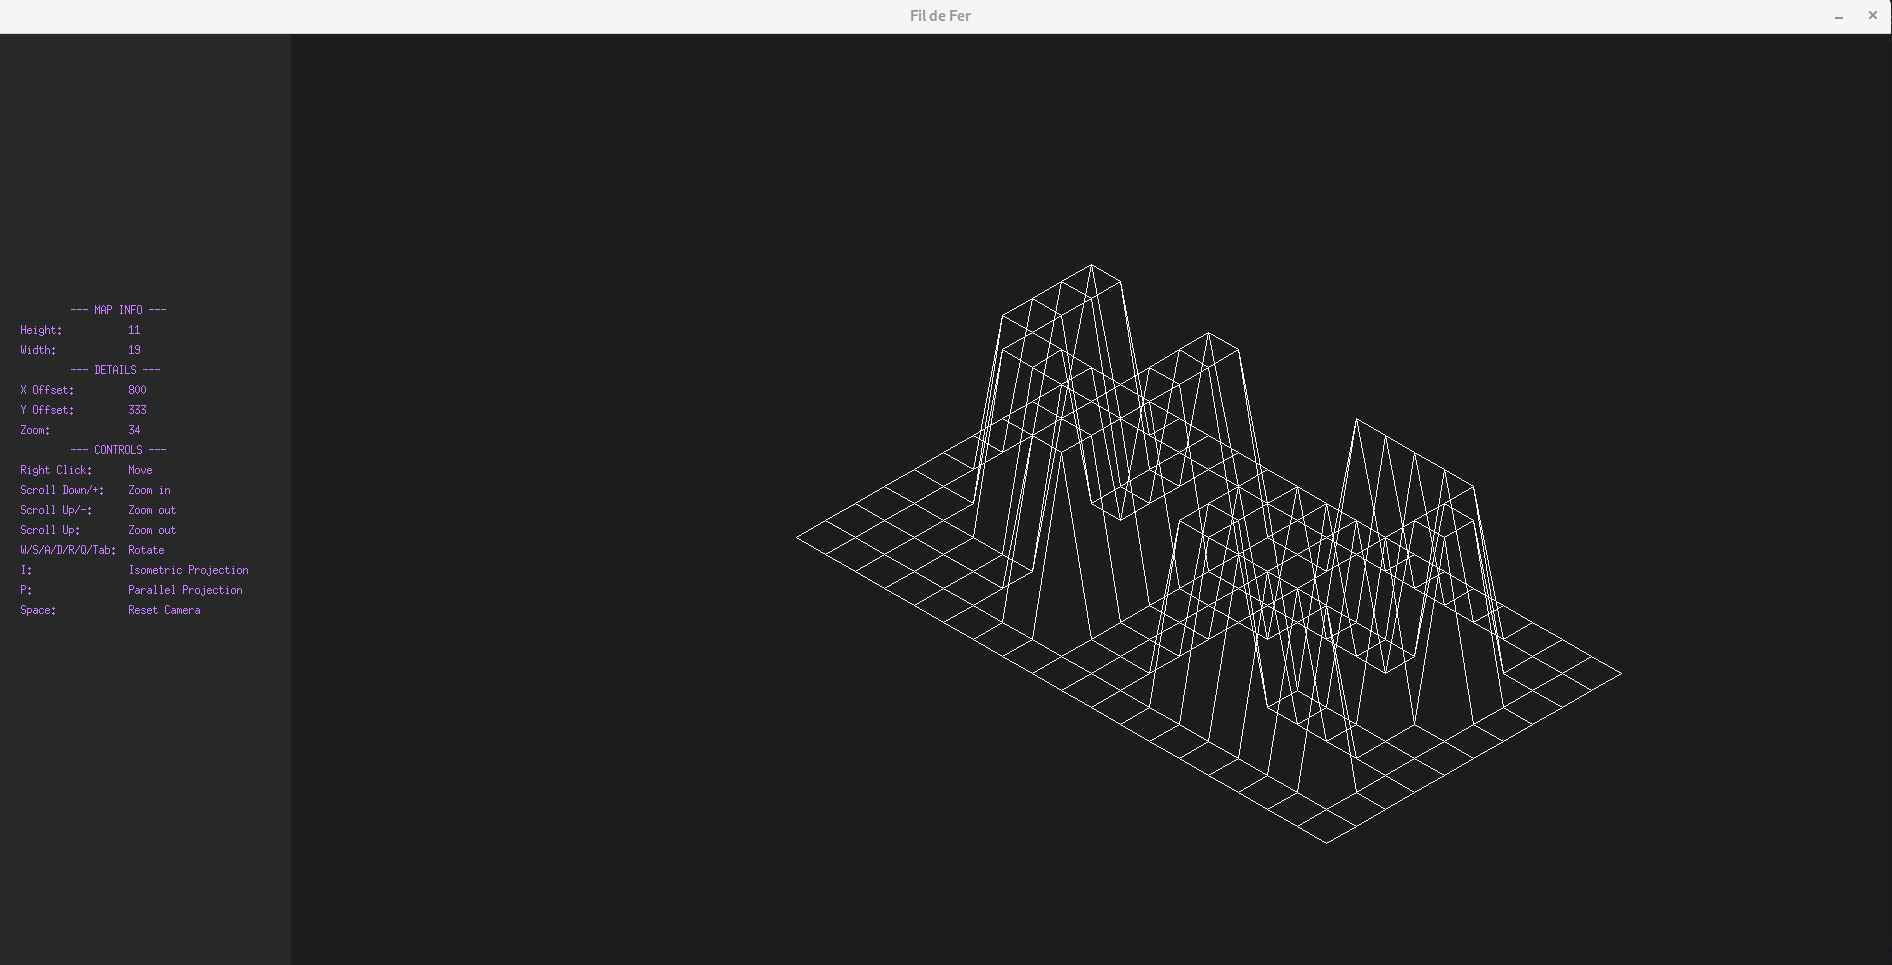 Fil de Fer
--- MAP INFO ---
Height: 11
Width: 19
--- DETAILS ---
X Offset: 800
Y Offset: 333
Zoom: 34
--- CONTROLS ---
Right Click: Move
Scroll Down/+: Zoom in
Scroll Up/-: Zoom out
Scroll Up: Zoom out
W/S/A/D/R/Q/Tab: Rotate
I: Isometric Projection
P: Parallel Projection
Space: Reset Camera